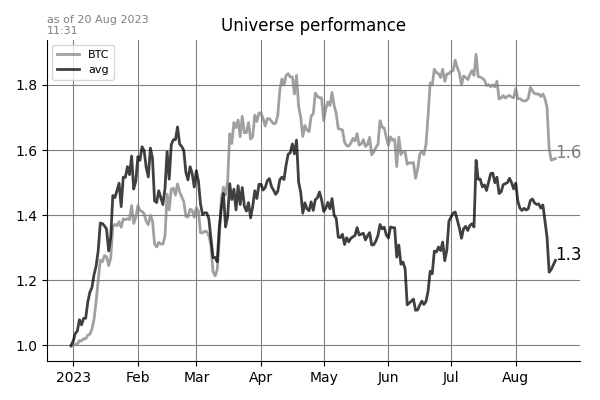 as of 20 Aug 2023
11:31
Universe performance
BTC
avg
1.8
1.6
1.4
1.2
1.0
1.6
1.3
2023 Feb Mar Apr May Jun Jul Aug